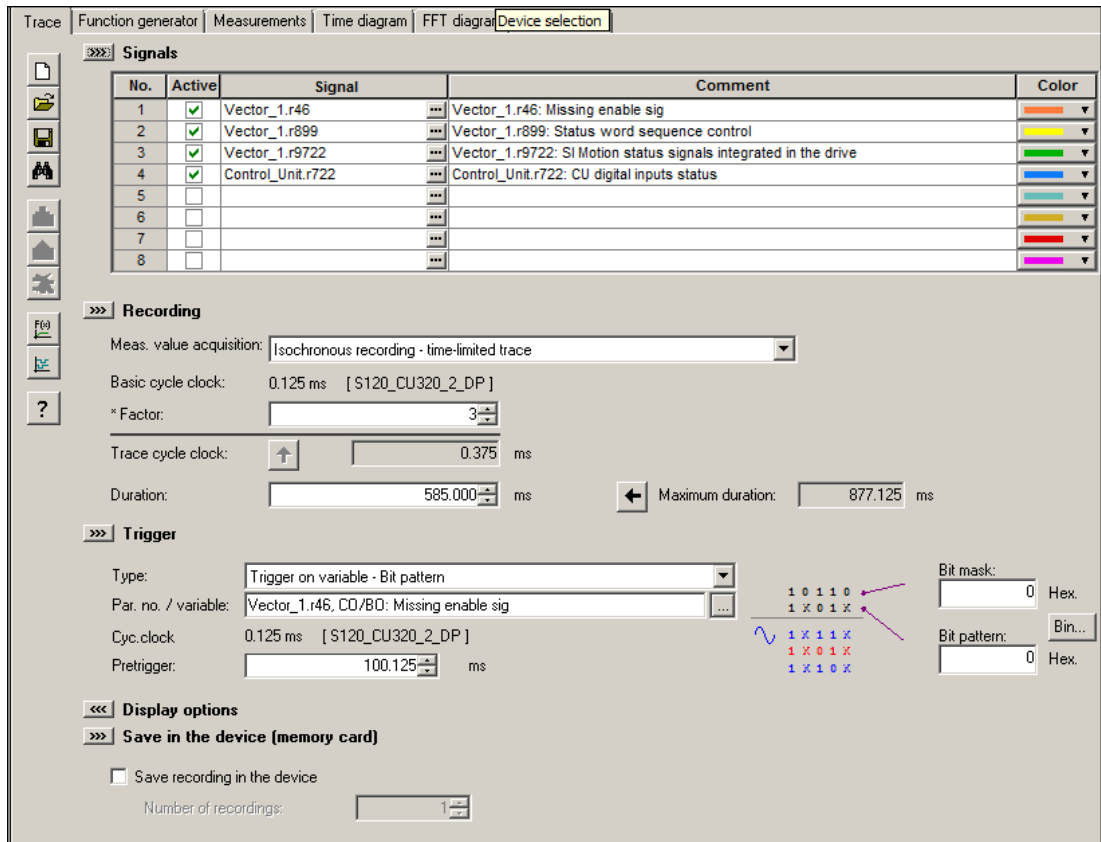 Trace Function generator Measurements Time diagram FFT diagra Device selection
Signals
No. Active Signal Comment Color
1 Vector_1.r46 ... Vector_1.r46: Missing enable sig
2 Vector_1.r899 ... Vector_1.r899: Status word sequence control
3 Vector_1.r9722 ... Vector_1.r9722: SI Motion status signals integrated in the drive
4 Control_Unit.r722 ... Control_Unit.r722: CU digital inputs status
5 ...
6 ...
7 ...
8 ...
Recording
Meas. value acquisition: Isochronous recording - time-limited trace
Basic cycle clock: 0.125 ms [ S120_CU320_2_DP ]
* Factor: 3
Trace cycle clock: 0.375 ms
Duration: 585.000 ms Maximum duration: 877.125 ms
Trigger
Type: Trigger on variable - Bit pattern
Par. no. / variable: Vector_1.r46, CO/BO: Missing enable sig ...
Cyc.clock 0.125 ms [ S120_CU320_2_DP ]
Pretrigger: 100.125 ms
1 0 1 1 0
1 X 0 1 X
1 X 1 1 X
1 X 0 1 X
1 X 1 0 X
Bit mask:
0 Hex.
Bin...
Bit pattern:
0 Hex.
Display options
Save in the device (memory card)
Save recording in the device
Number of recordings: 1
F(x)
?